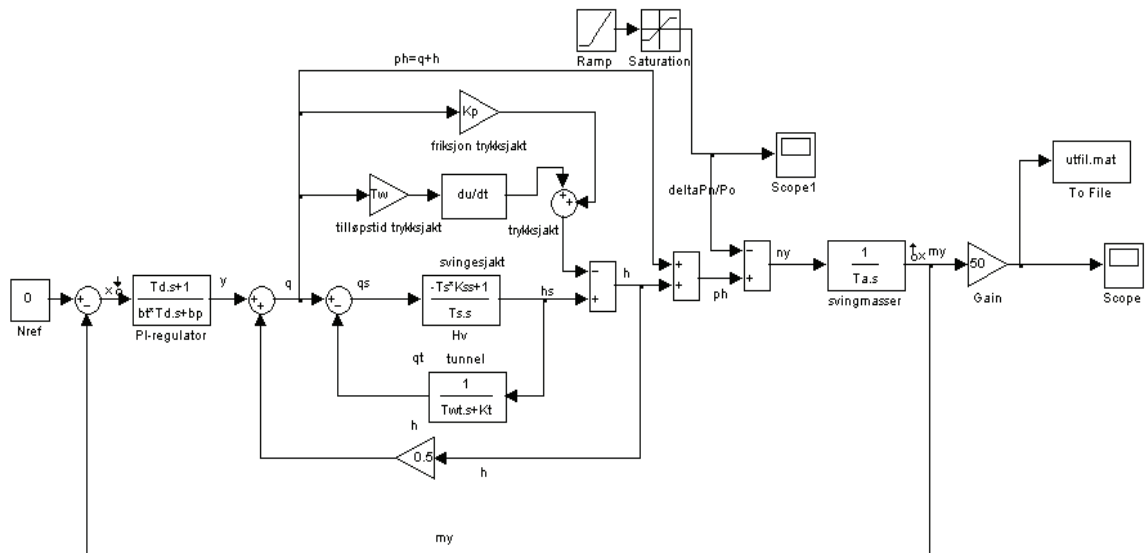 Ramp
Saturation
ph=q+h
Kp
friksjon trykksjakt
Tw
du/dt
tilløpstid trykksjakt
trykksjakt
deltaPn/Po
Scope1
utfil.mat
To File
svingesjakt
0
Nref
x
Td.s+1
bt*Td.s+bp
PI-regulator
y
q
qs
-Ts*Kss+1
Ts.s
Hv
hs
h
ph
ny
1
Ta.s
svingmasser
x
my
50
Gain
Scope
qt
tunnel
1
Twt.s+Kt
h
0.5
h
my